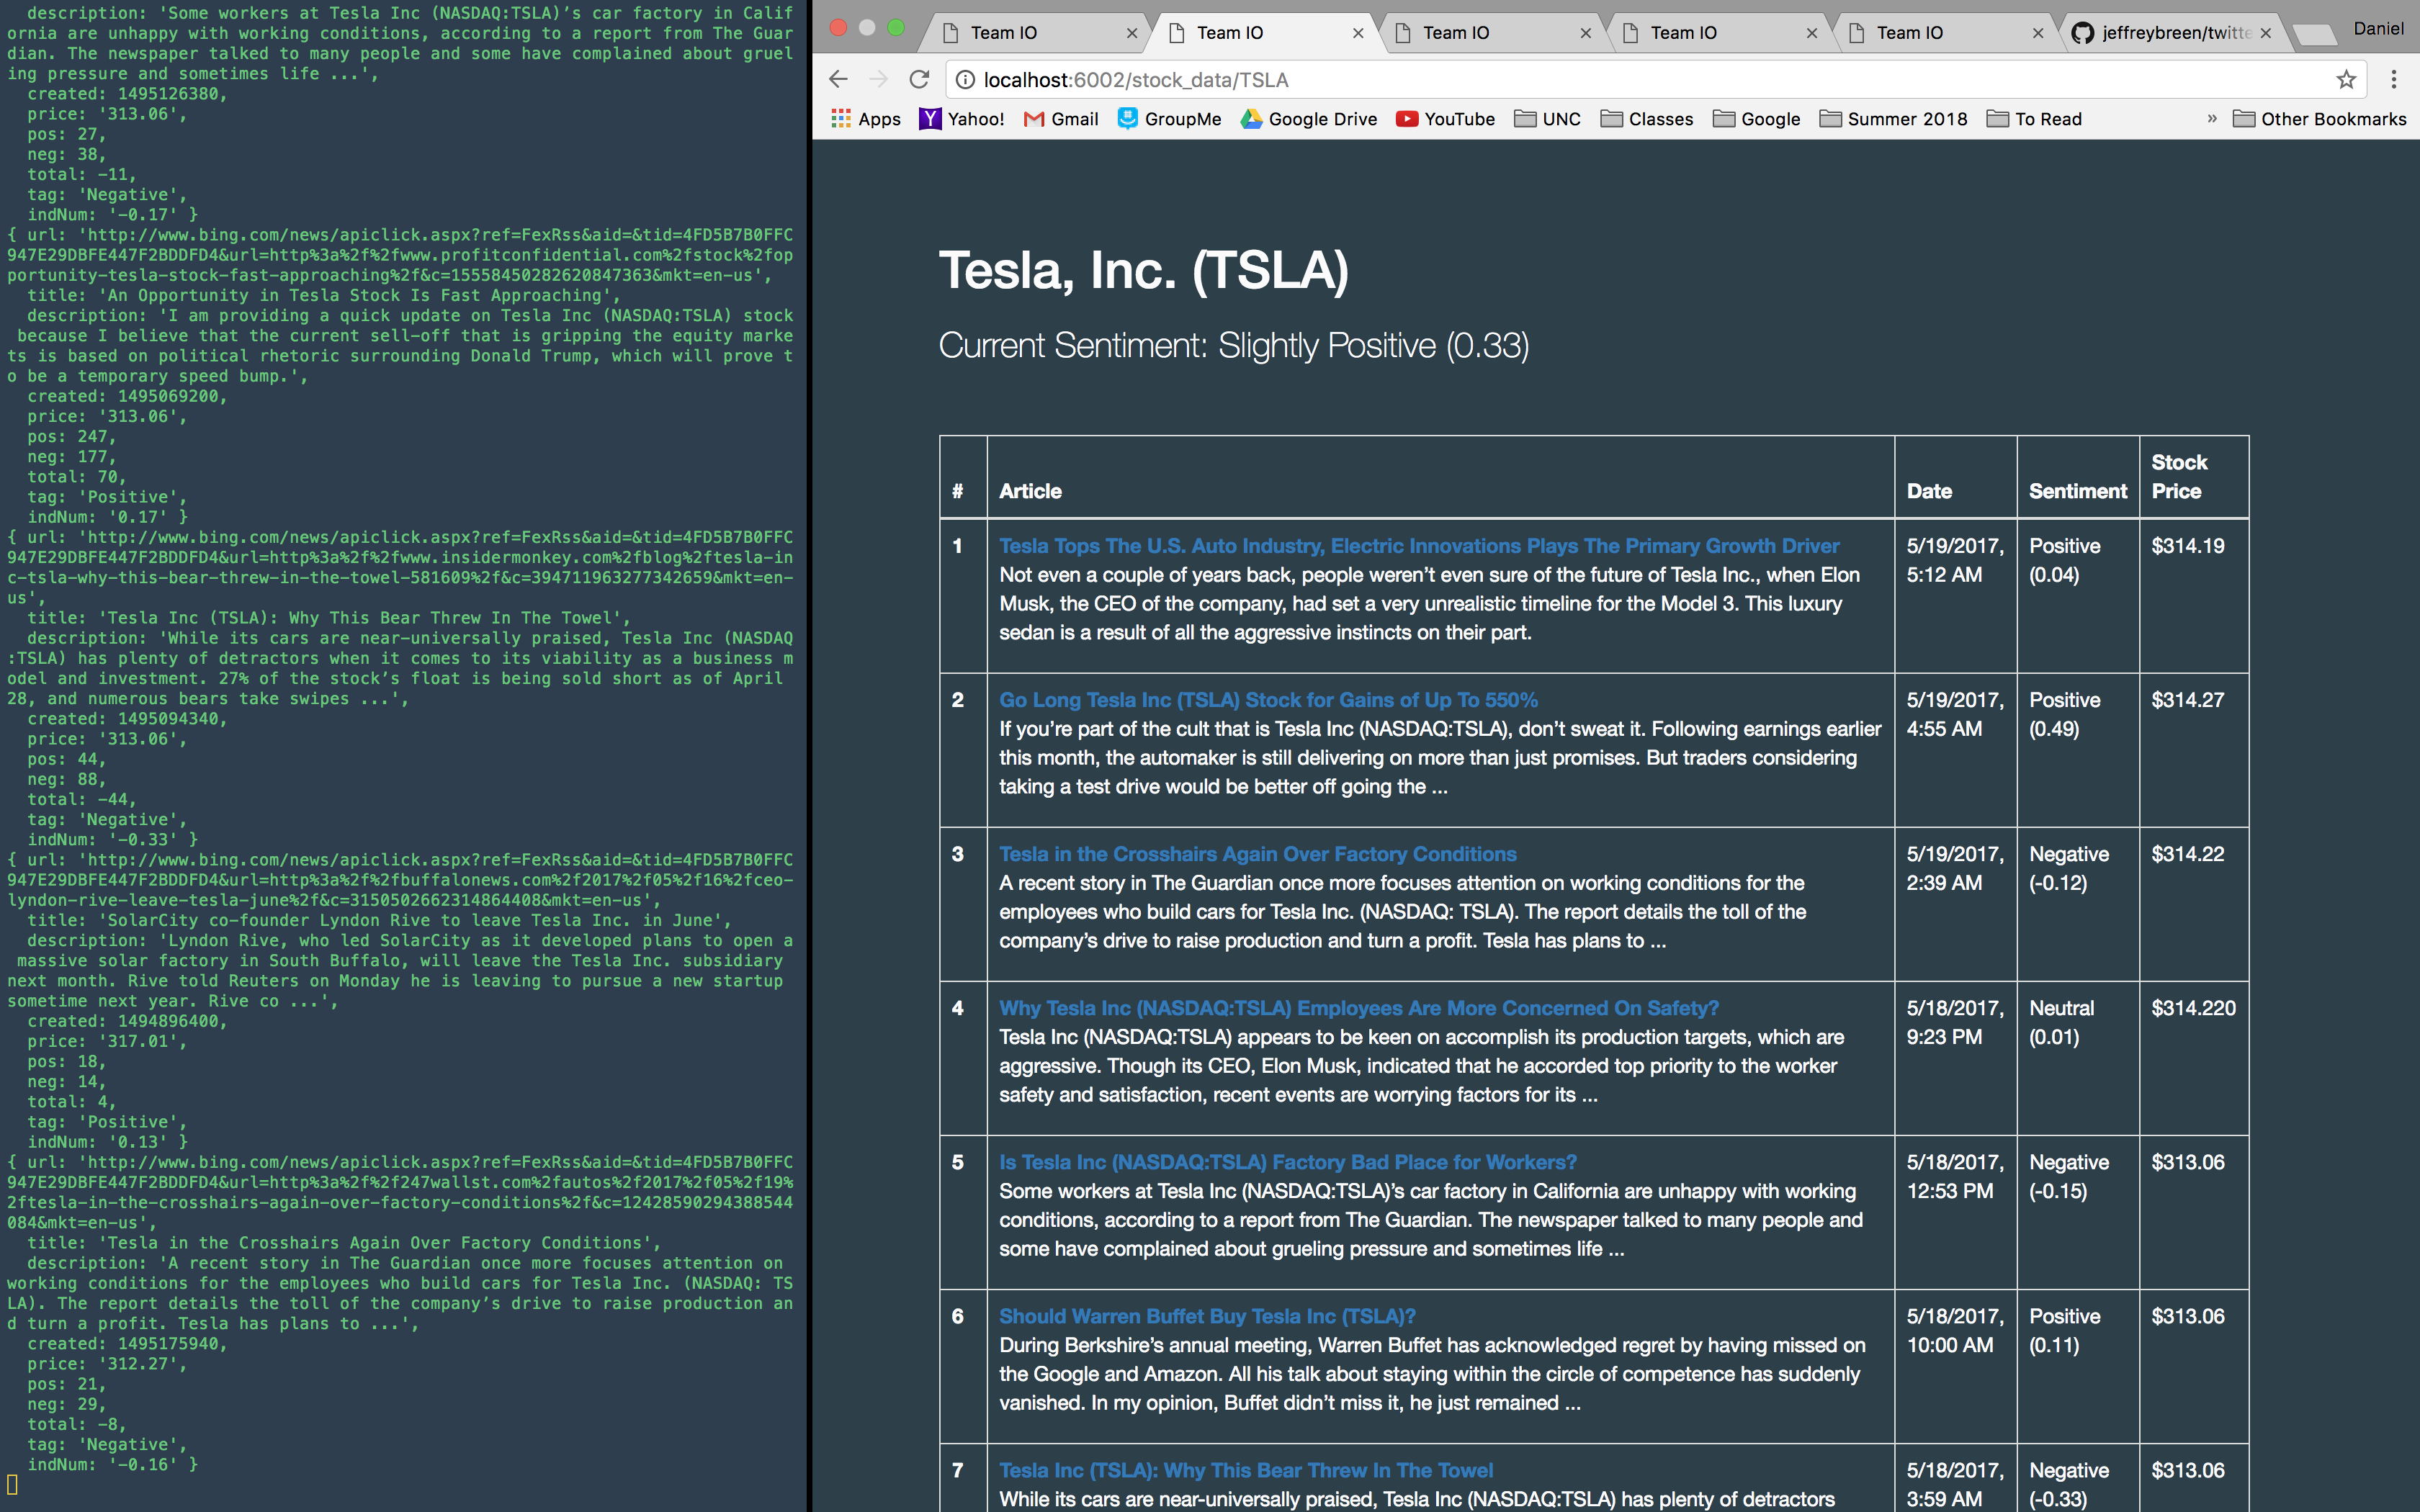 description: 'Some workers at Tesla Inc (NASDAQ:TSLA)’s car factory in Calif
ornia are unhappy with working conditions, according to a report from The Guar
dian. The newspaper talked to many people and some have complained about gruel
ing pressure and sometimes life ...',
created: 1495126380,
price: '313.06',
pos: 27,
neg: 38,
total: -11,
tag: 'Negative',
indNum: '-0.17' }
{ url: 'http://www.bing.com/news/apiclick.aspx?ref=FexRss&aid=&tid=4FD5B7B0FFC
947E29DBFE447F2BDDFD4&url=http%3a%2f%2fwww.profitconfidential.com%2fstock%2fop
portunity-tesla-stock-fast-approaching%2f&c=15558450282620847363&mkt=en-us',
title: 'An Opportunity in Tesla Stock Is Fast Approaching',
description: 'I am providing a quick update on Tesla Inc (NASDAQ:TSLA) stock
because I believe that the current sell-off that is gripping the equity marke
ts is based on political rhetoric surrounding Donald Trump, which will prove t
o be a temporary speed bump.',
created: 1495069200,
price: '313.06',
pos: 247,
neg: 177,
total: 70,
tag: 'Positive',
indNum: '0.17' }
{ url: 'http://www.bing.com/news/apiclick.aspx?ref=FexRss&aid=&tid=4FD5B7B0FFC
947E29DBFE447F2BDDFD4&url=http%3a%2f%2fwww.insidermonkey.com%2fblog%2ftesla-in
c-tsla-why-this-bear-threw-in-the-towel-581609%2f&c=3947119632773426​59&mkt=en-
us',
title: 'Tesla Inc (TSLA): Why This Bear Threw In The Towel',
description: 'While its cars are near-universally praised, Tesla Inc (NASDAQ
:TSLA) has plenty of detractors when it comes to its viability as a business m
odel and investment. 27% of the stock’s float is being sold short as of April
28, and numerous bears take swipes ...',
created: 1495094340,
price: '313.06',
pos: 44,
neg: 88,
total: -44,
tag: 'Negative',
indNum: '-0.33' }
{ url: 'http://www.bing.com/news/apiclick.aspx?ref=FexRss&aid=&tid=4FD5B7B0FFC
947E29DBFE447F2BDDFD4&url=http%3a%2f%2fbuffalonews.com%2f2017%2f05%2f16%2fceo-
lyndon-rive-leave-tesla-june%2f&c=3150502662314864408&mkt=en-us',
title: 'SolarCity co-founder Lyndon Rive to leave Tesla Inc. in June',
description: 'Lyndon Rive, who led SolarCity as it developed plans to open a
massive solar factory in South Buffalo, will leave the Tesla Inc. subsidiary
next month. Rive told Reuters on Monday he is leaving to pursue a new startup
sometime next year. Rive co ...',
created: 1494896400,
price: '317.01',
pos: 18,
neg: 14,
total: 4,
tag: 'Positive',
indNum: '0.13' }
{ url: 'http://www.bing.com/news/apiclick.aspx?ref=FexRss&aid=&tid=4FD5B7B0FFC
947E29DBFE447F2BDDFD4&url=http%3a%2f%2f247wallst.com%2fautos%2f2017%2f05%2f19%
2ftesla-in-the-crosshairs-again-over-factory-conditions%2f&c=12428590294388544
084&mkt=en-us',
title: 'Tesla in the Crosshairs Again Over Factory Conditions',
description: 'A recent story in The Guardian once more focuses attention on
working conditions for the employees who build cars for Tesla Inc. (NASDAQ: TS
LA). The report details the toll of the company’s drive to raise production an
d turn a profit. Tesla has plans to ...',
created: 1495175940,
price: '312.27',
pos: 21,
neg: 29,
total: -8,
tag: 'Negative',
indNum: '-0.16' }
Team IO Team IO Team IO Team IO Team IO jeffreybreen/twitte Daniel
localhost:6002/stock_data/TSLA
Apps Yahoo! Gmail GroupMe Google Drive YouTube UNC Classes Google Summer 2018 To Read » Other Bookmarks
Tesla, Inc. (TSLA)
Current Sentiment: Slightly Positive (0.33)
# Article Date Sentiment Stock Price
1 Tesla Tops The U.S. Auto Industry, Electric Innovations Plays The Primary Growth Driver 5/19/2017, Positive $314.19
Not even a couple of years back, people weren’t even sure of the future of Tesla Inc., when Elon 5:12 AM (0.04)
Musk, the CEO of the company, had set a very unrealistic timeline for the Model 3. This luxury
sedan is a result of all the aggressive instincts on their part.
2 Go Long Tesla Inc (TSLA) Stock for Gains of Up To 550% 5/19/2017, Positive $314.27
If you’re part of the cult that is Tesla Inc (NASDAQ:TSLA), don’t sweat it. Following earnings earlier 4:55 AM (0.49)
this month, the automaker is still delivering on more than just promises. But traders considering
taking a test drive would be better off going the ...
3 Tesla in the Crosshairs Again Over Factory Conditions 5/19/2017, Negative $314.22
A recent story in The Guardian once more focuses attention on working conditions for the 2:39 AM (-0.12)
employees who build cars for Tesla Inc. (NASDAQ: TSLA). The report details the toll of the
company’s drive to raise production and turn a profit. Tesla has plans to ...
4 Why Tesla Inc (NASDAQ:TSLA) Employees Are More Concerned On Safety? 5/18/2017, Neutral $314.220
Tesla Inc (NASDAQ:TSLA) appears to be keen on accomplish its production targets, which are 9:23 PM (0.01)
aggressive. Though its CEO, Elon Musk, indicated that he accorded top priority to the worker
safety and satisfaction, recent events are worrying factors for its ...
5 Is Tesla Inc (NASDAQ:TSLA) Factory Bad Place for Workers? 5/18/2017, Negative $313.06
Some workers at Tesla Inc (NASDAQ:TSLA)’s car factory in California are unhappy with working 12:53 PM (-0.15)
conditions, according to a report from The Guardian. The newspaper talked to many people and
some have complained about grueling pressure and sometimes life ...
6 Should Warren Buffet Buy Tesla Inc (TSLA)? 5/18/2017, Positive $313.06
During Berkshire’s annual meeting, Warren Buffet has acknowledged regret by having missed on 10:00 AM (0.11)
the Google and Amazon. All his talk about staying within the circle of competence has suddenly
vanished. In my opinion, Buffet didn’t miss it, he just remained ...
7 Tesla Inc (TSLA): Why This Bear Threw In The Towel 5/18/2017, Negative $313.06
While its cars are near-universally praised, Tesla Inc (NASDAQ:TSLA) has plenty of detractors 3:59 AM (-0.33)